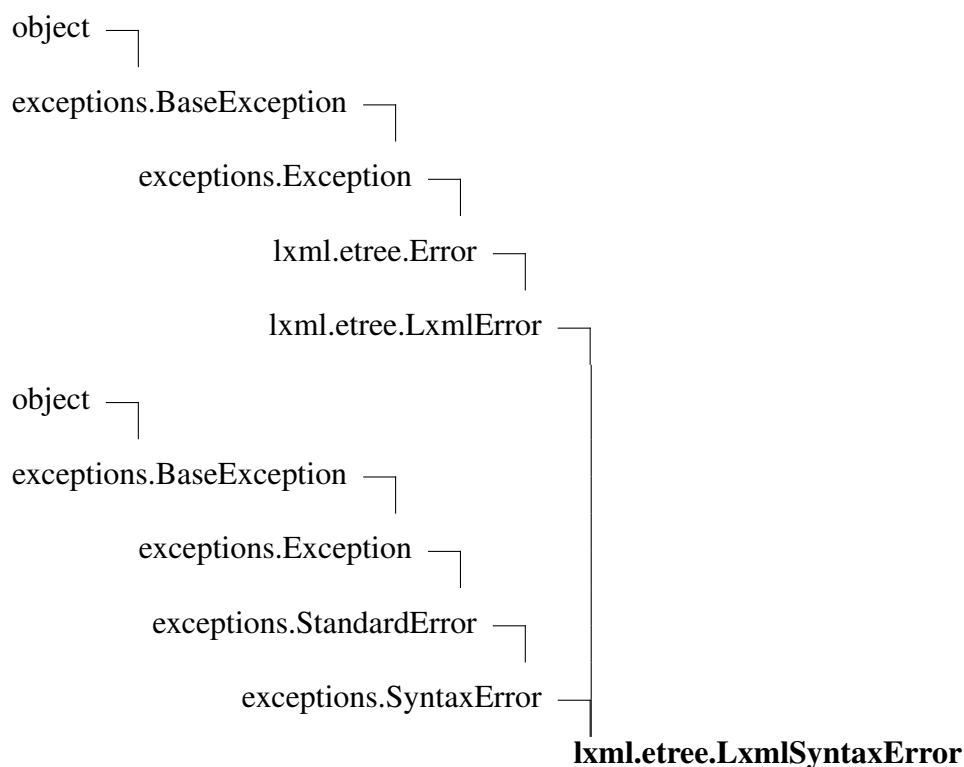 object
exceptions.BaseException
exceptions.Exception
lxml.etree.Error
lxml.etree.LxmlError
object
exceptions.BaseException
exceptions.Exception
exceptions.StandardError
exceptions.SyntaxError
lxml.etree.LxmlSyntaxError